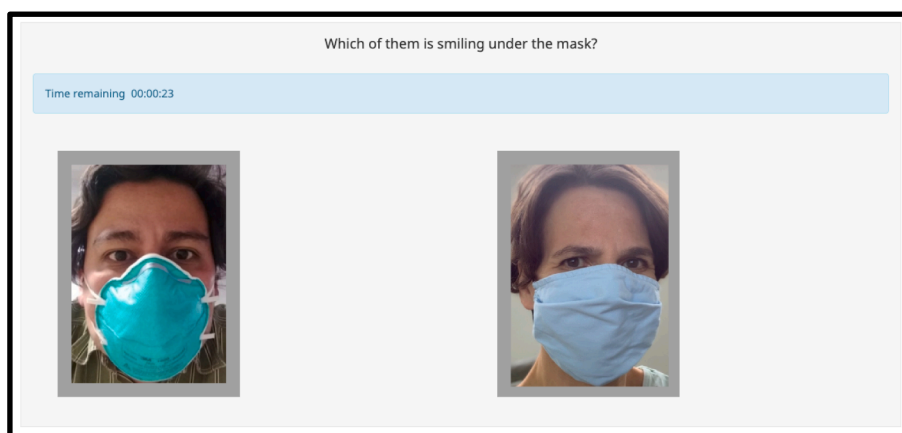 Which of them is smiling under the mask?
Time remaining 00:00:23